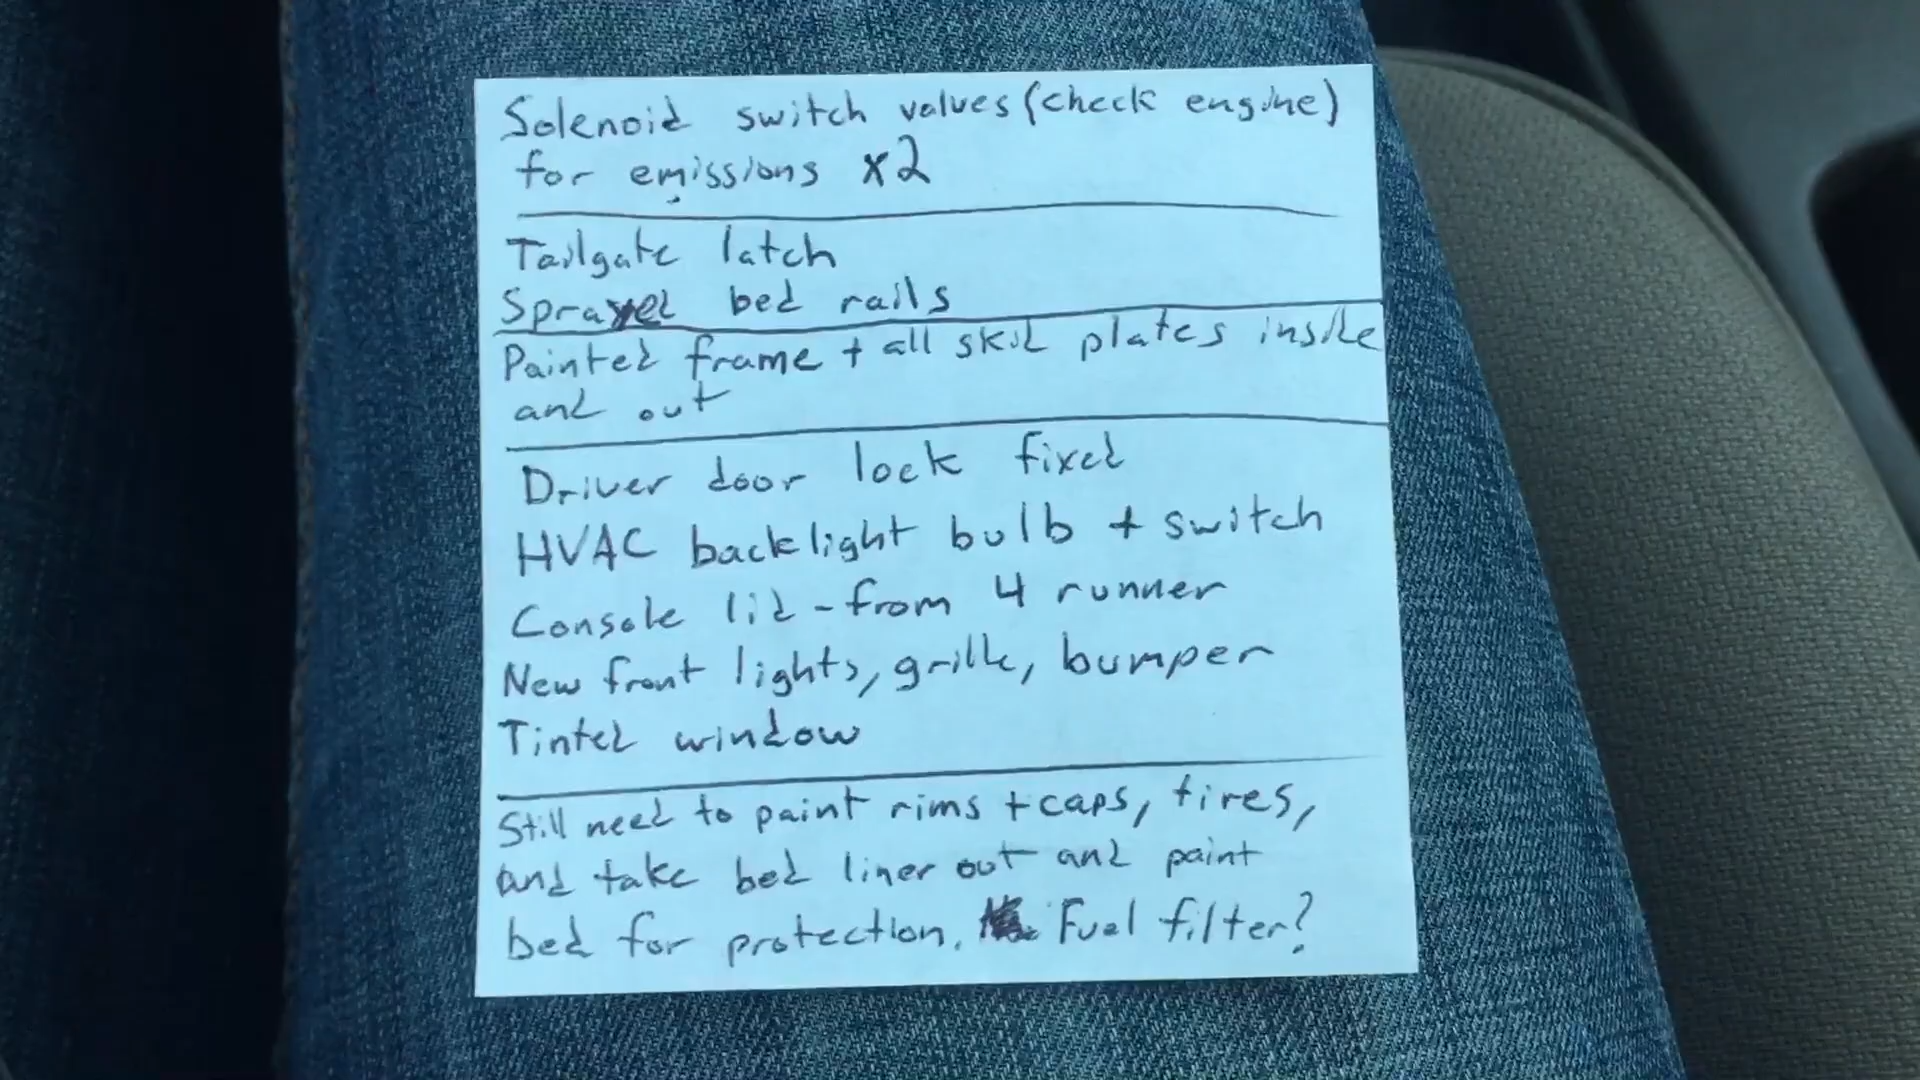 Solenoid switch valves (check engine)
for emissions x2
Tailgate latch
Sprayed bed rails
Painted frame + all skid plates inside
and out
Driver door lock fixed
HVAC backlight bulb + switch
Console lid - from 4 runner
New front lights, grille, bumper
Tinted window
Still need to paint rims + caps, tires,
and take bed liner out and paint
bed for protection. Fuel filter?